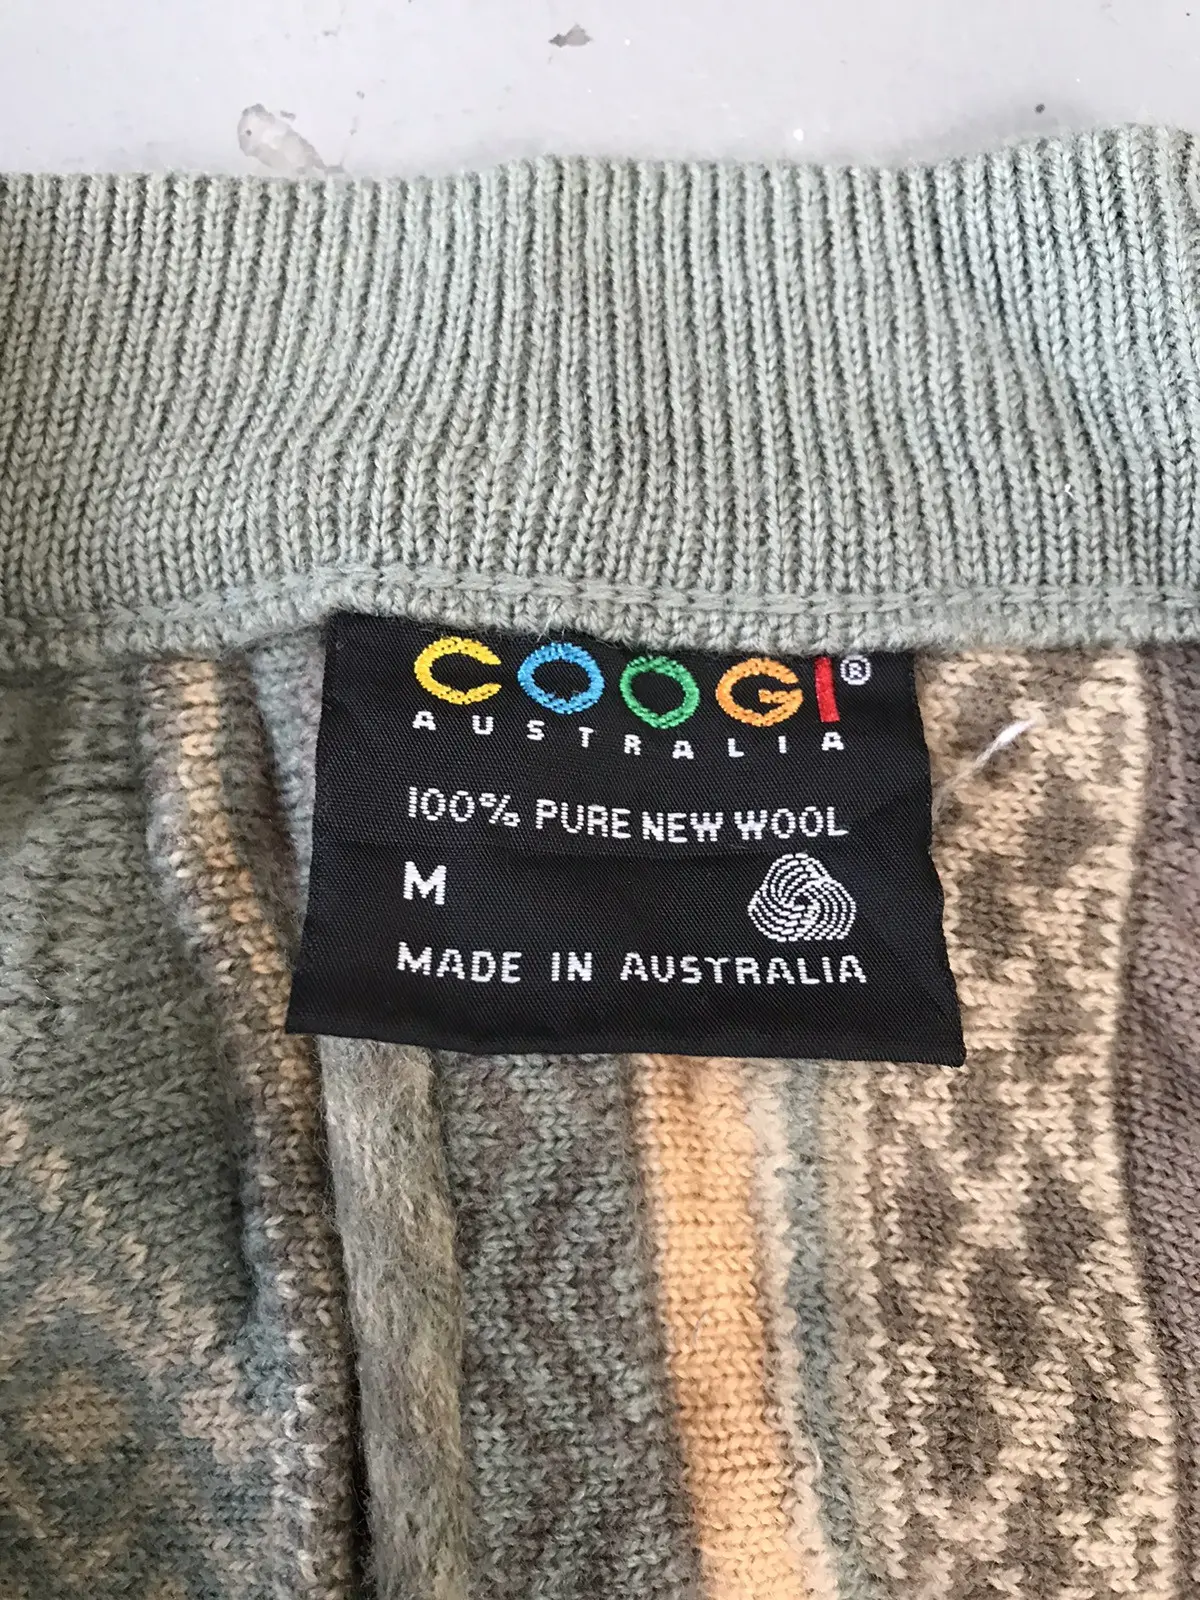 COOGI®
AUSTRALIA
100% PURE NEW WOOL
M
MADE IN AUSTRALIA